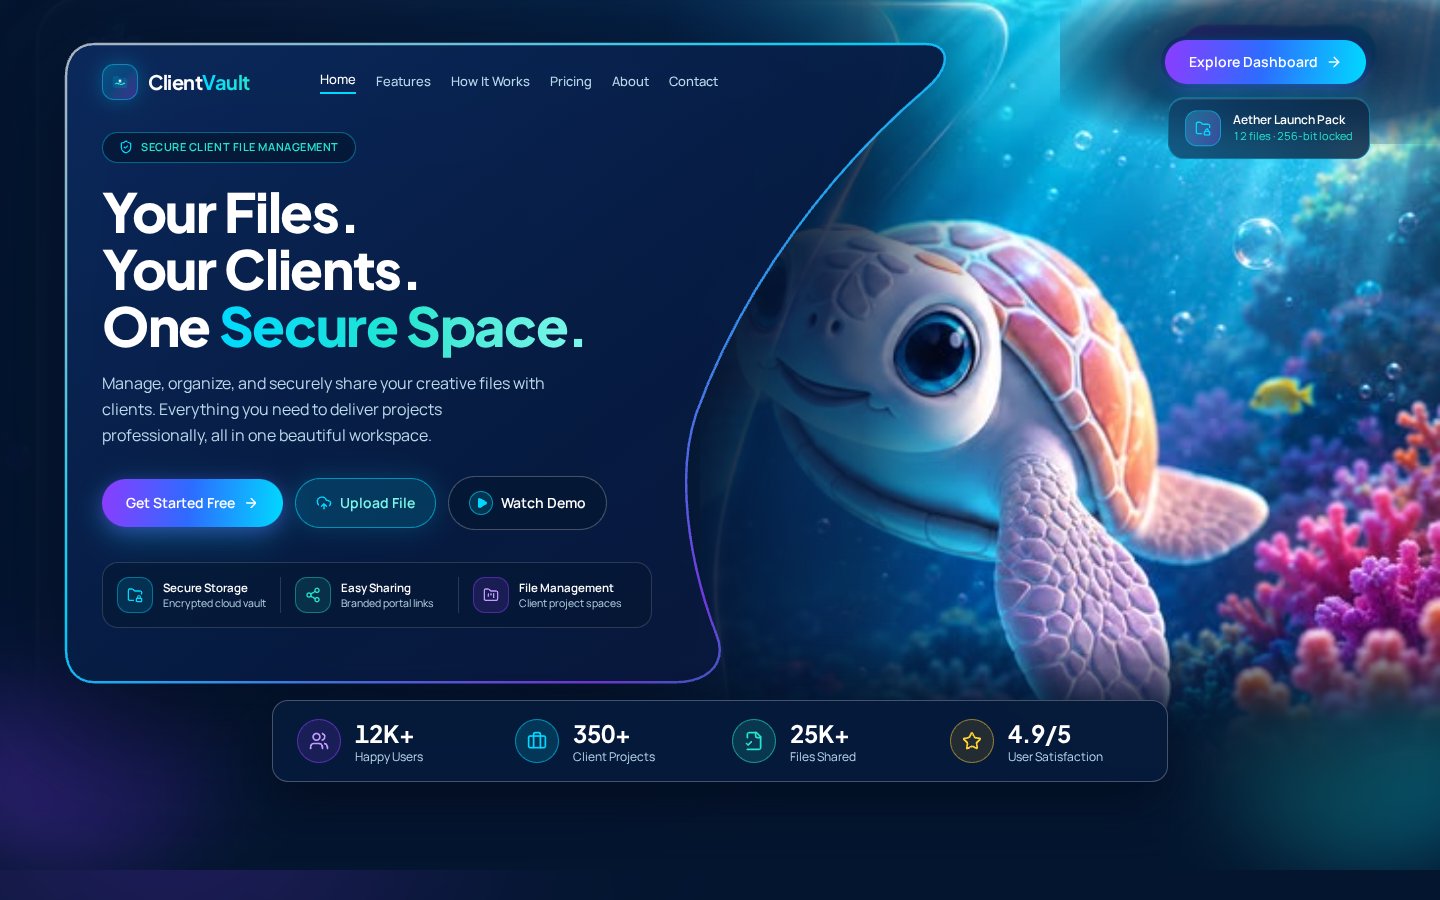 ClientVault
Home Features How It Works Pricing About Contact
Explore Dashboard
Aether Launch Pack
12 files · 256-bit locked
SECURE CLIENT FILE MANAGEMENT
Your Files.
Your Clients.
One Secure Space.
Manage, organize, and securely share your creative files with
clients. Everything you need to deliver projects
professionally, all in one beautiful workspace.
Get Started Free
Upload File
Watch Demo
Secure Storage
Encrypted cloud vault
Easy Sharing
Branded portal links
File Management
Client project spaces
12K+
Happy Users
350+
Client Projects
25K+
Files Shared
4.9/5
User Satisfaction